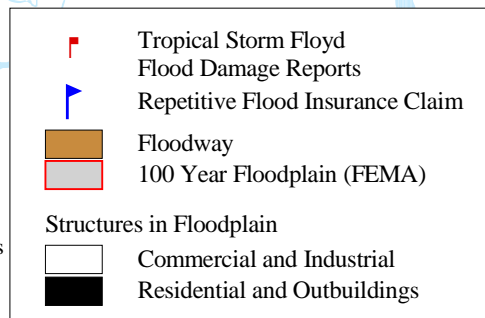 Tropical Storm Floyd
Flood Damage Reports
Repetitive Flood Insurance Claim
Floodway
100 Year Floodplain (FEMA)
Structures in Floodplain
s
Commercial and Industrial
Residential and Outbuildings